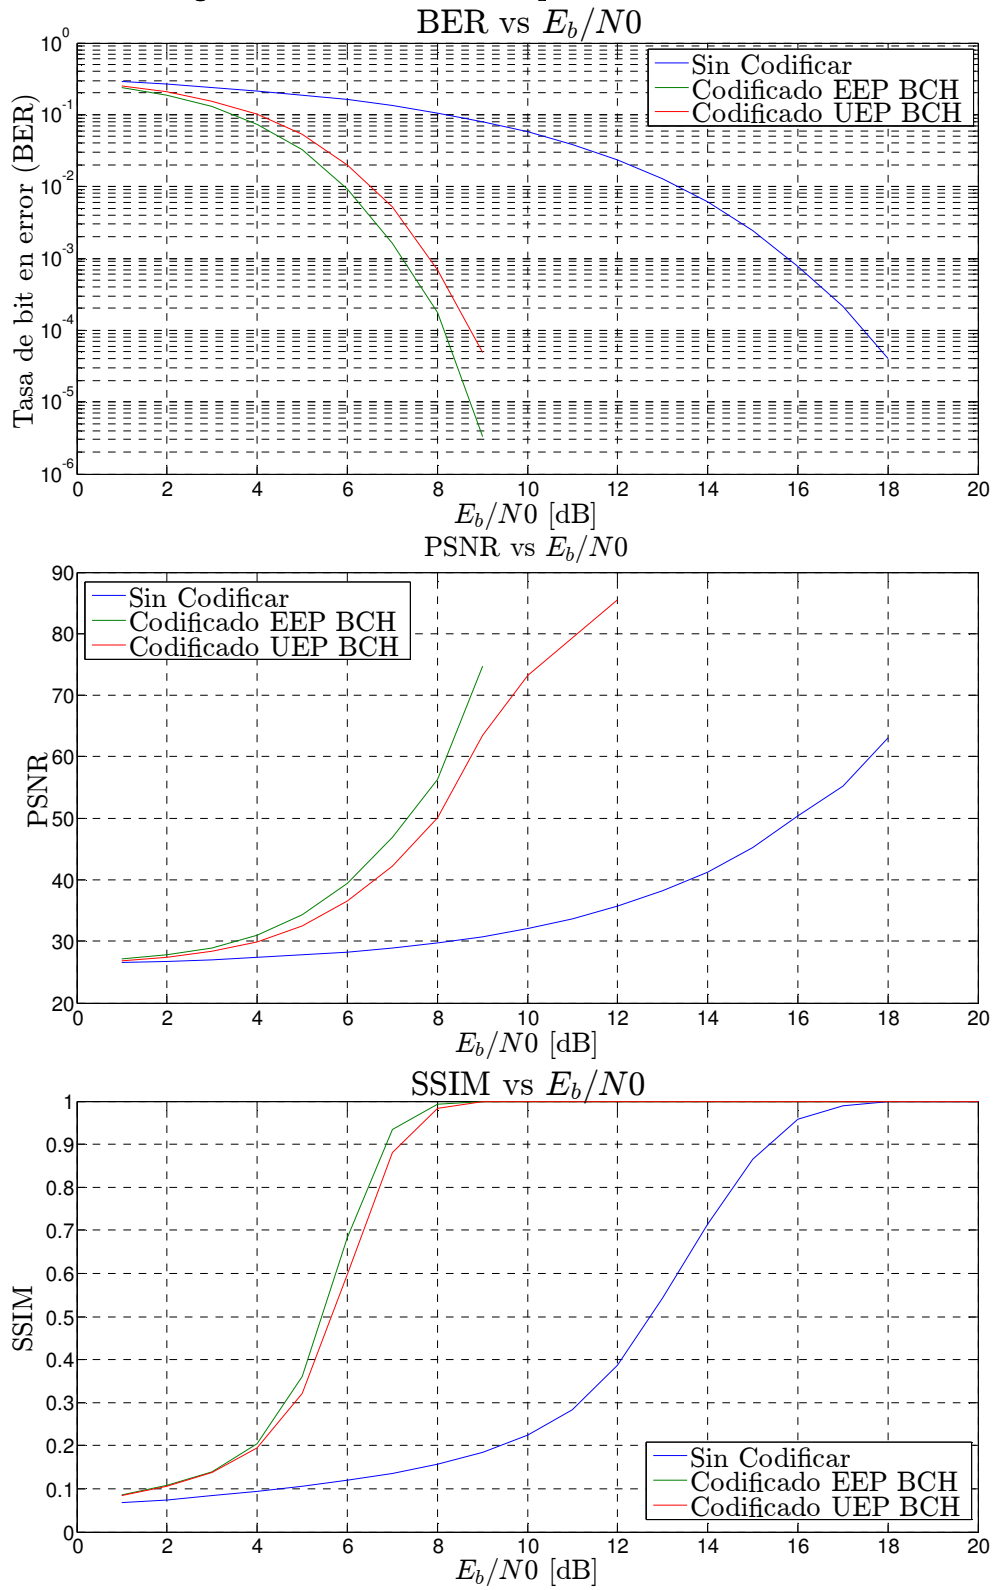 BER vs E_b/N0
10^0
10^-1
10^-2
10^-3
10^-4
10^-5
10^-6
Tasa de bit en error (BER)
Sin Codificar
Codificado EEP BCH
Codificado UEP BCH
0 2 4 6 8 10 12 14 16 18 20
E_b/N0 [dB]
PSNR vs E_b/N0
90
80
70
60
50
40
30
20
PSNR
Sin Codificar
Codificado EEP BCH
Codificado UEP BCH
0 2 4 6 8 10 12 14 16 18 20
E_b/N0 [dB]
SSIM vs E_b/N0
1
0.9
0.8
0.7
0.6
0.5
0.4
0.3
0.2
0.1
0
SSIM
Sin Codificar
Codificado EEP BCH
Codificado UEP BCH
0 2 4 6 8 10 12 14 16 18 20
E_b/N0 [dB]